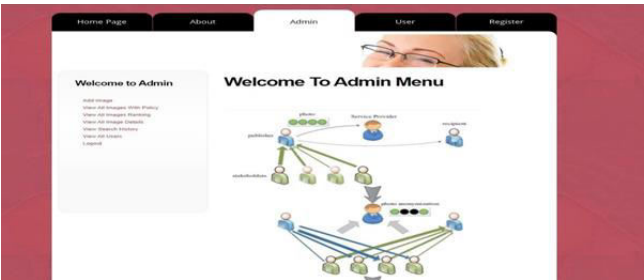 Home Page
About
Admin
User
Register
Welcome to Admin
Add Image
View All Images With Policy
View All Images Ranking
View All Image Details
View Search History
View All Users
Logout
Welcome To Admin Menu
photo
Service Provider
recipient
publisher
stakeholders
photo anonymization